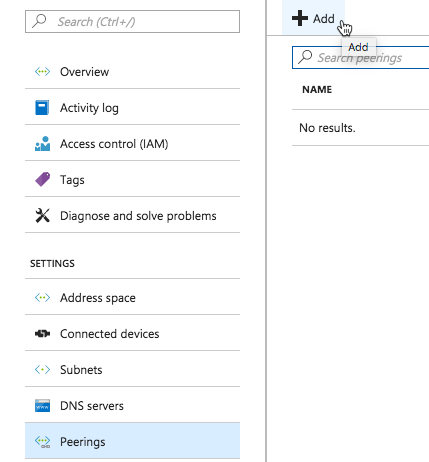 Search (Ctrl+/)
Overview
Activity log
Access control (IAM)
Tags
Diagnose and solve problems
SETTINGS
Address space
Connected devices
Subnets
DNS servers
Peerings
Add
Add
Search peerings
NAME
No results.